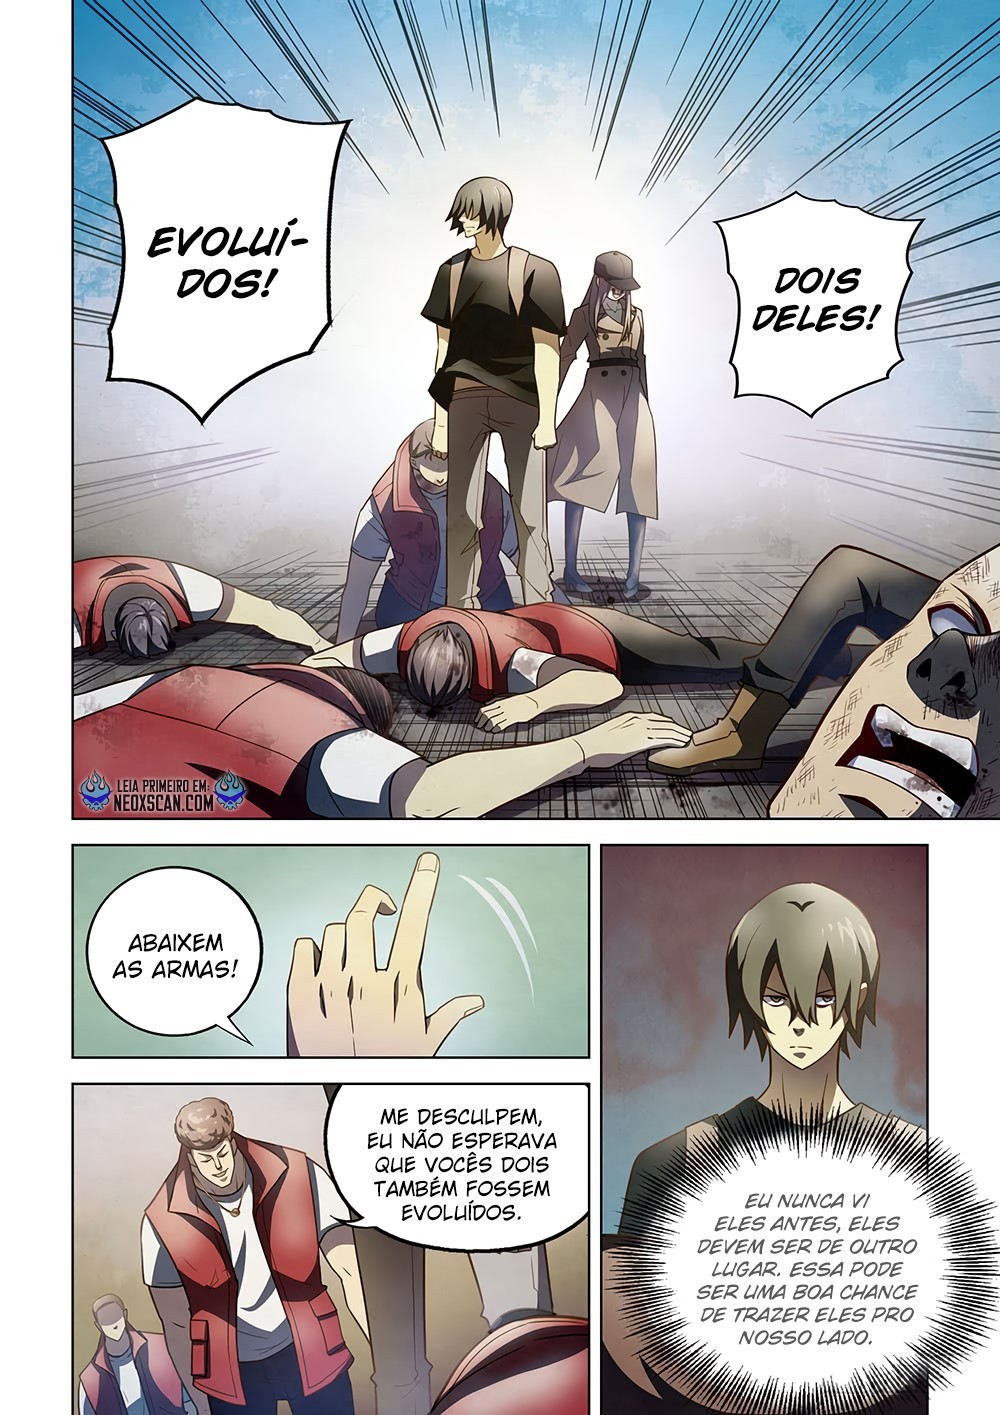 EVOLUÍ-
DOS!
DOIS
DELES!
LEIA PRIMEIRO EM:
NEOXSCAN.COM
ABAIXEM
AS ARMAS!
ME DESCULPEM,
EU NÃO ESPERAVA
QUE VOCÊS DOIS
TAMBÉM FOSSEM
EVOLUÍDOS.
EU NUNCA VI
ELES ANTES, ELES
DEVEM SER DE OUTRO
LUGAR. ESSA PODE
SER UMA BOA CHANCE
DE TRAZER ELES PRO
NOSSO LADO.